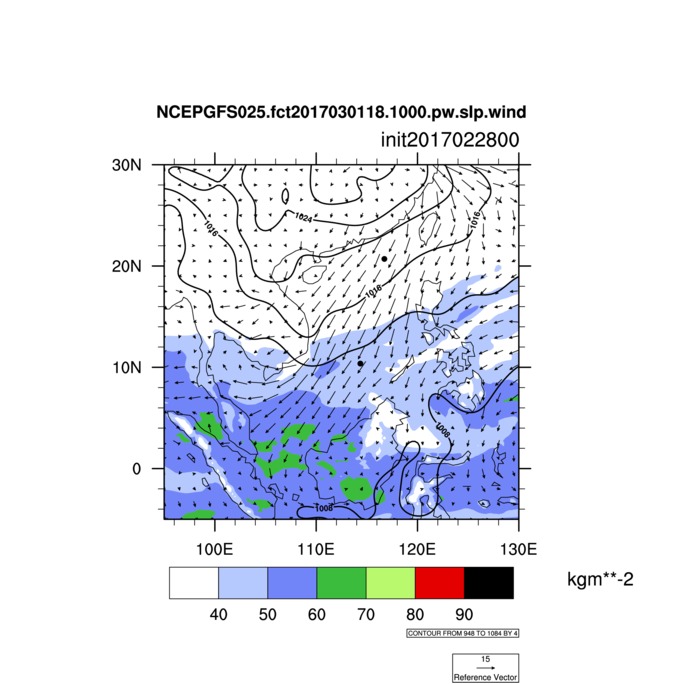 NCEPGFS025.fct2017030118.1000.pw.slp.wind
init2017022800
30N
20N
10N
0
1024
1016
1016
1016
1008
1008
100E 110E 120E 130E
kgm**-2
40 50 60 70 80 90
CONTOUR FROM 948 TO 1084 BY 4
15
Reference Vector